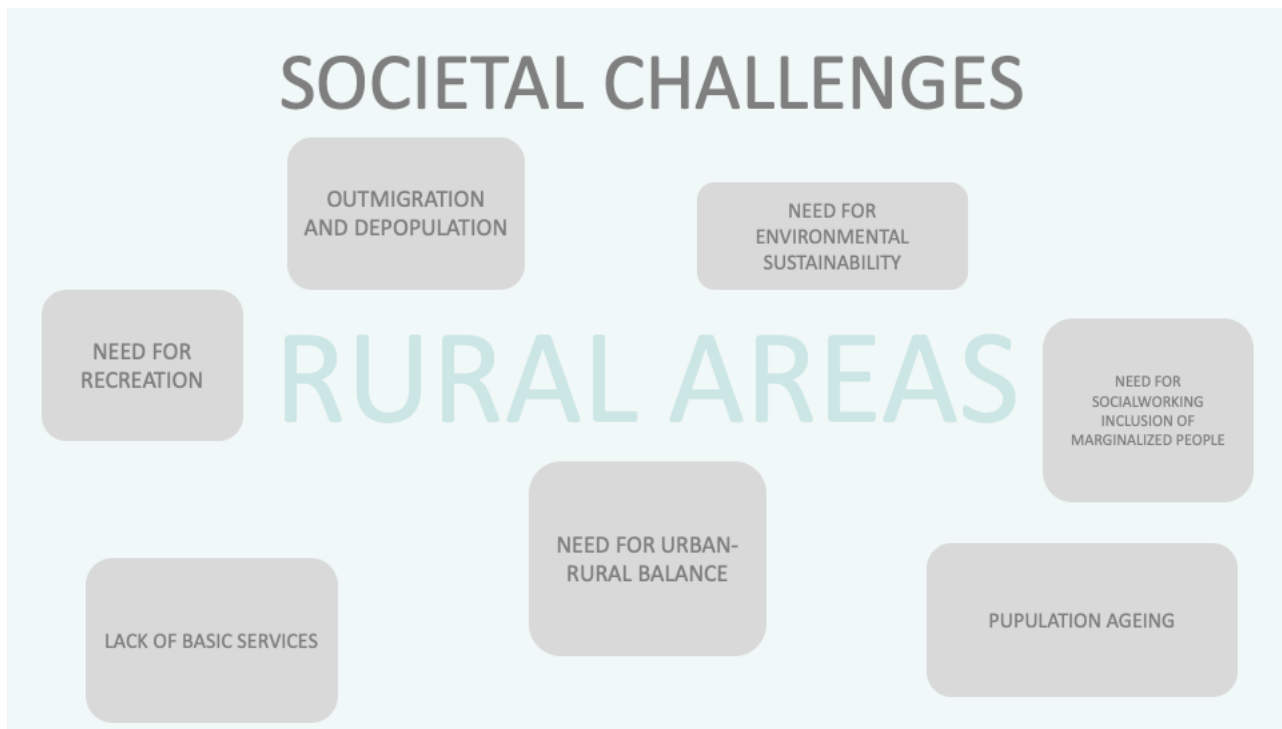 SOCIETAL CHALLENGES
OUTMIGRATION
AND DEPOPULATION
NEED FOR
ENVIRONMENTAL
SUSTAINABILITY
NEED FOR
RECREATION
RURAL AREAS
NEED FOR
SOCIALWORKING
INCLUSION OF
MARGINALIZED PEOPLE
NEED FOR URBAN-
RURAL BALANCE
LACK OF BASIC SERVICES
PUPULATION AGEING